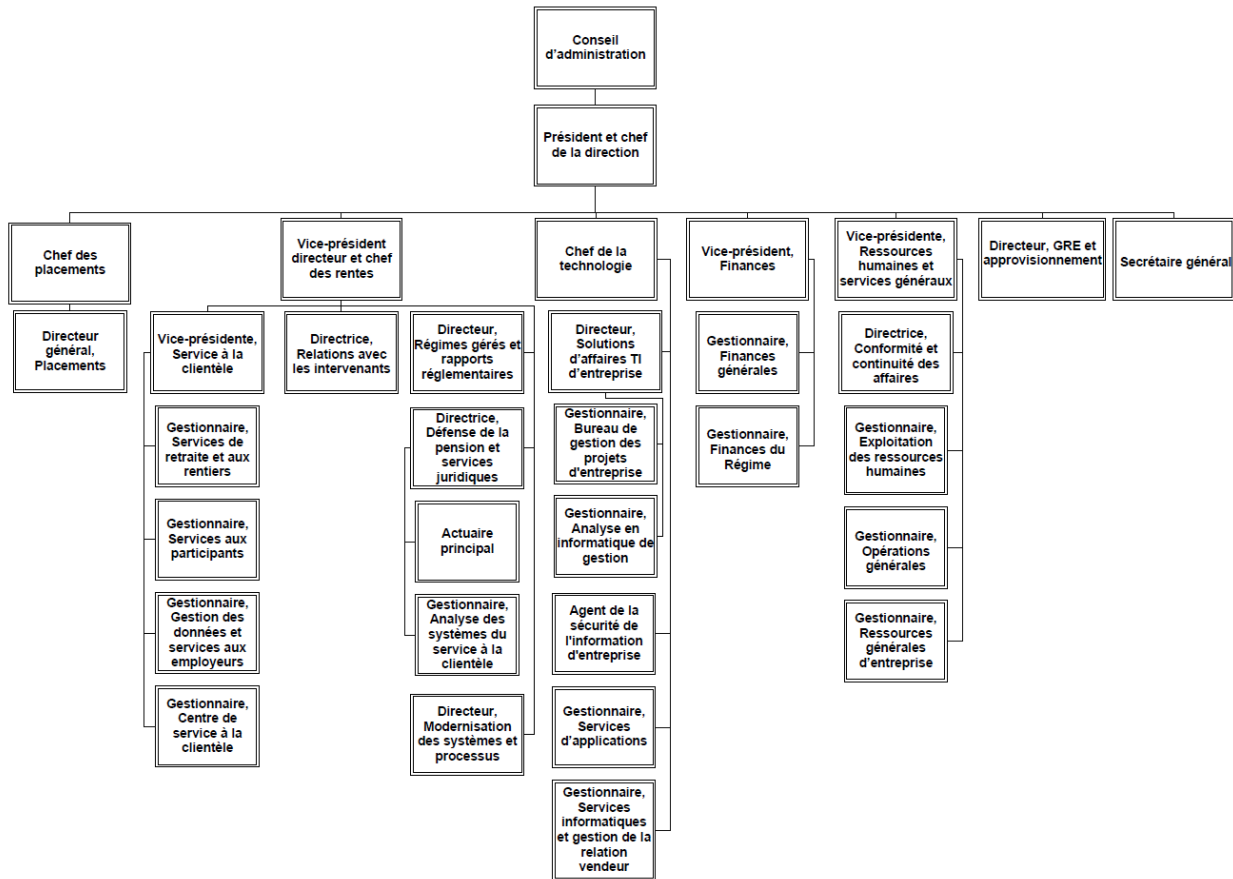 Conseil
d'administration
Président et chef
de la direction
Chef des
placements
Vice-président
directeur et chef
des rentes
Chef de la
technologie
Vice-président,
Finances
Vice-présidente,
Ressources
humaines et
services généraux
Directeur, GRE et
approvisionnement
Secrétaire général
Directeur
général,
Placements
Vice-présidente,
Service à la
clientèle
Directrice,
Relations avec
les intervenants
Directeur,
Régimes gérés et
rapports
réglementaires
Directeur,
Solutions
d'affaires TI
d'entreprise
Gestionnaire,
Finances
générales
Directrice,
Conformité et
continuité des
affaires
Gestionnaire,
Services de
retraite et aux
rentiers
Directrice,
Défense de la
pension et
services
juridiques
Gestionnaire,
Bureau de
gestion des
projets
d'entreprise
Gestionnaire,
Finances du
Régime
Gestionnaire,
Exploitation
des ressources
humaines
Gestionnaire,
Services aux
participants
Actuaire
principal
Gestionnaire,
Analyse en
informatique de
gestion
Gestionnaire,
Opérations
générales
Gestionnaire,
Gestion des
données et
services aux
employeurs
Gestionnaire,
Analyse des
systèmes du
service à la
clientèle
Agent de la
sécurité de
l'information
d'entreprise
Gestionnaire,
Ressources
générales
d'entreprise
Gestionnaire,
Centre de
service à la
clientèle
Directeur,
Modernisation
des systèmes et
processus
Gestionnaire,
Services
d'applications
Gestionnaire,
Services
informatiques
et gestion de la
relation
vendeur